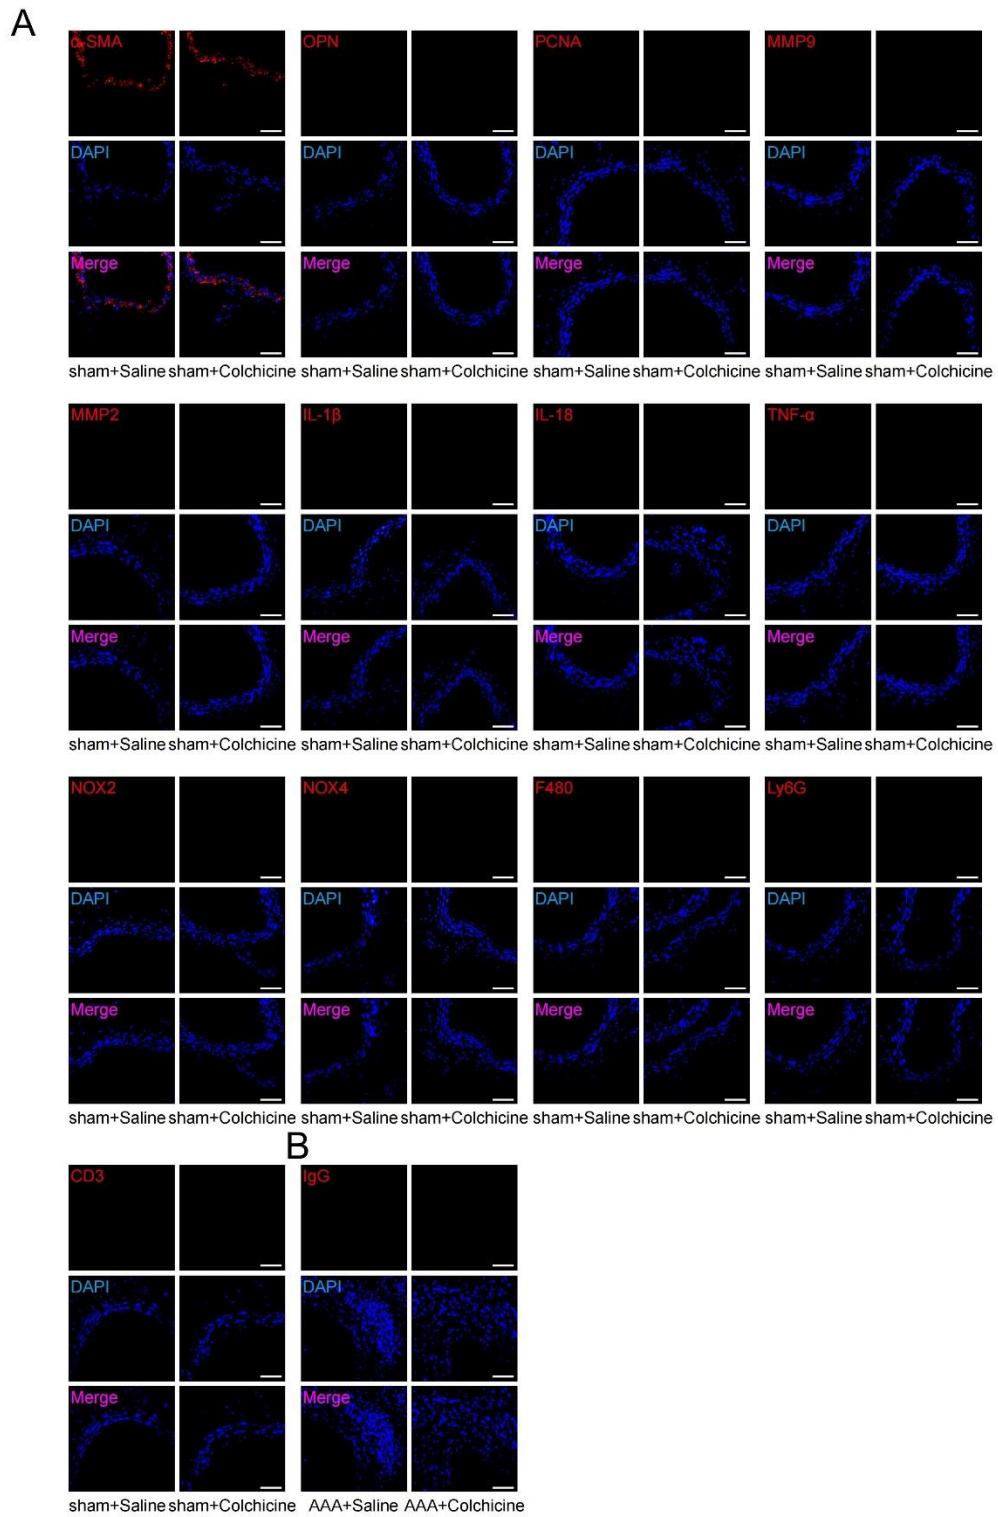 A
α-SMA OPN PCNA MMP9
DAPI DAPI DAPI DAPI
Merge Merge Merge Merge
sham+Saline sham+Colchicine sham+Saline sham+Colchicine sham+Saline sham+Colchicine sham+Saline sham+Colchicine
MMP2 IL-1β IL-18 TNF-α
DAPI DAPI DAPI DAPI
Merge Merge Merge Merge
sham+Saline sham+Colchicine sham+Saline sham+Colchicine sham+Saline sham+Colchicine sham+Saline sham+Colchicine
NOX2 NOX4 F480 Ly6G
DAPI DAPI DAPI DAPI
Merge Merge Merge Merge
sham+Saline sham+Colchicine sham+Saline sham+Colchicine sham+Saline sham+Colchicine sham+Saline sham+Colchicine
B
CD3 IgG
DAPI DAPI
Merge Merge
sham+Saline sham+Colchicine AAA+Saline AAA+Colchicine